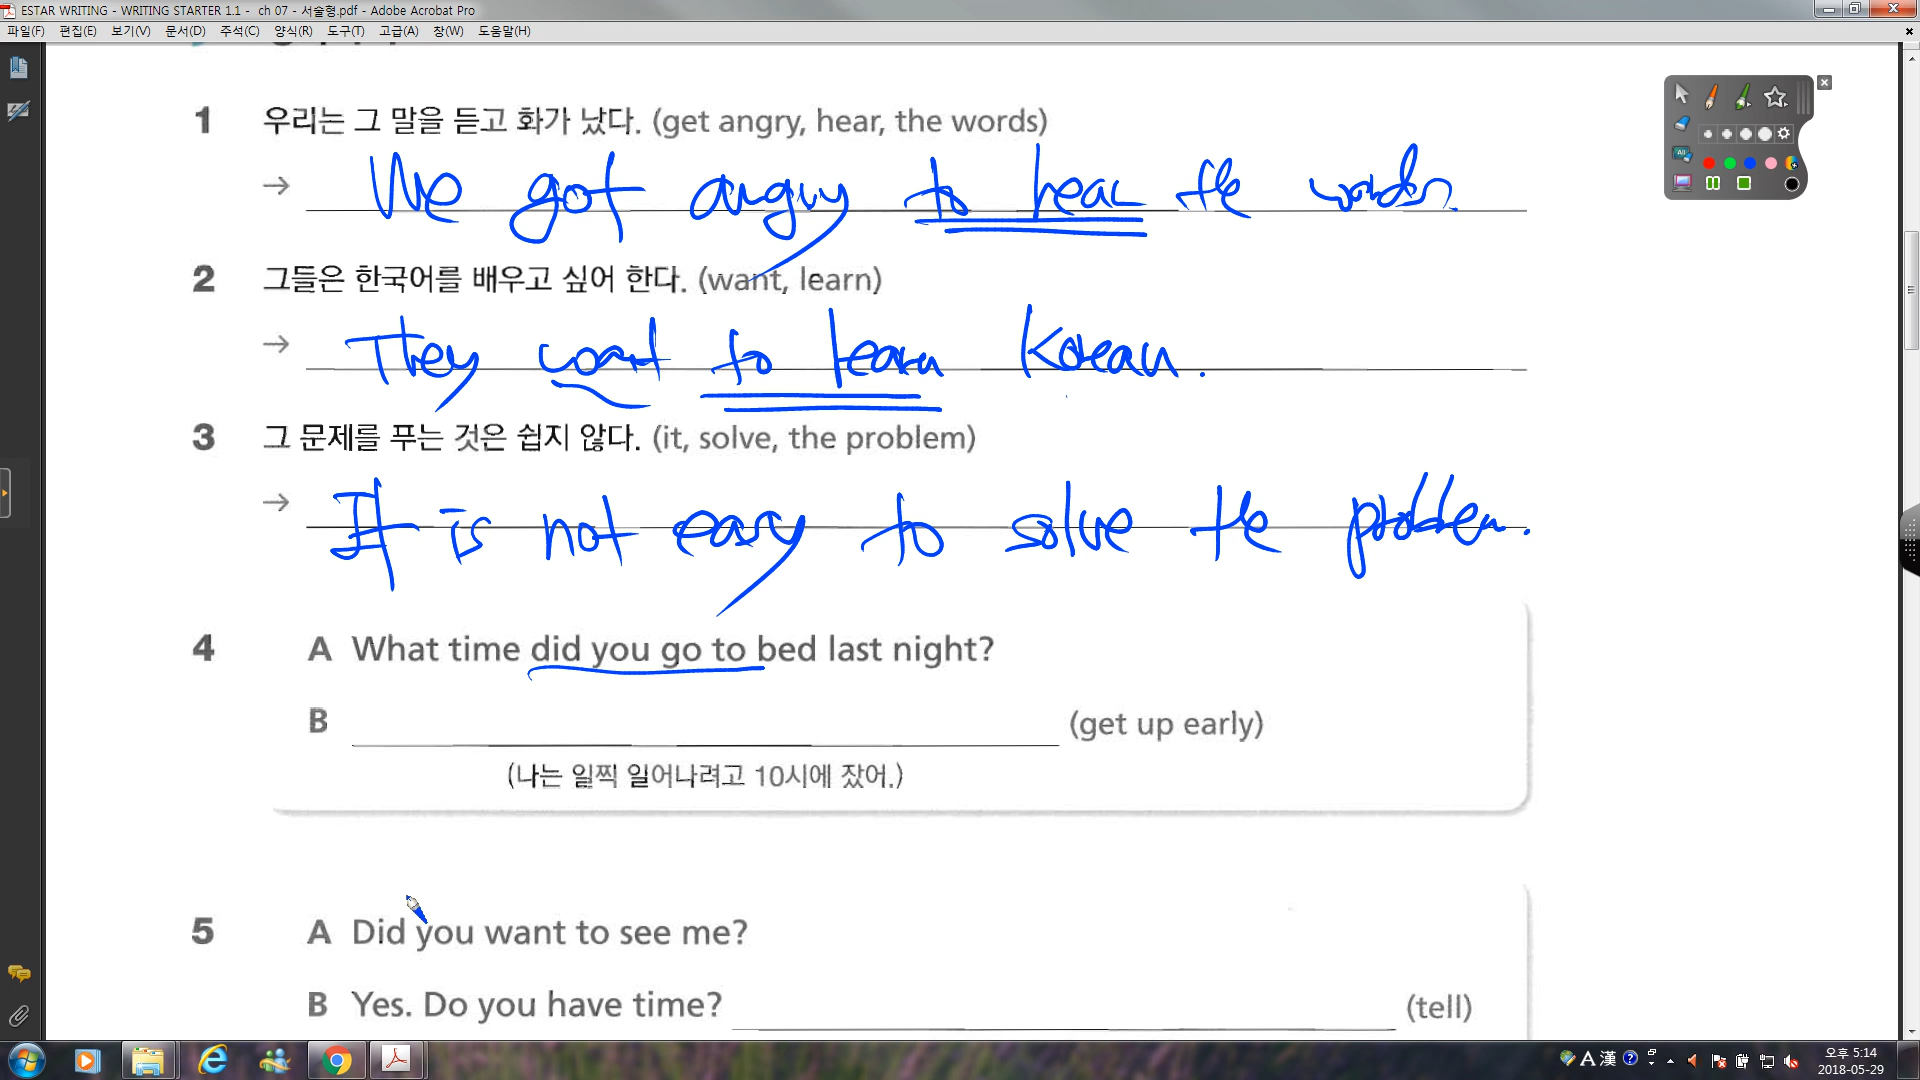 ESTAR WRITING - WRITING STARTER 1.1 - ch 07 - 서술형.pdf - Adobe Acrobat Pro
파일(F) 편집(E) 보기(V) 문서(D) 주석(C) 양식(R) 도구(T) 고급(A) 창(W) 도움말(H)
1 우리는 그 말을 듣고 화가 났다. (get angry, hear, the words)
→ We got angry to hear the words.
2 그들은 한국어를 배우고 싶어 한다. (want, learn)
→ They want to learn Korean.
3 그 문제를 푸는 것은 쉽지 않다. (it, solve, the problem)
→ It is not easy to solve the problem.
4 A What time did you go to bed last night?
B (get up early)
(나는 일찍 일어나려고 10시에 잤어.)
5 A Did you want to see me?
B Yes. Do you have time? (tell)
A 漢
오후 5:14
2018-05-29